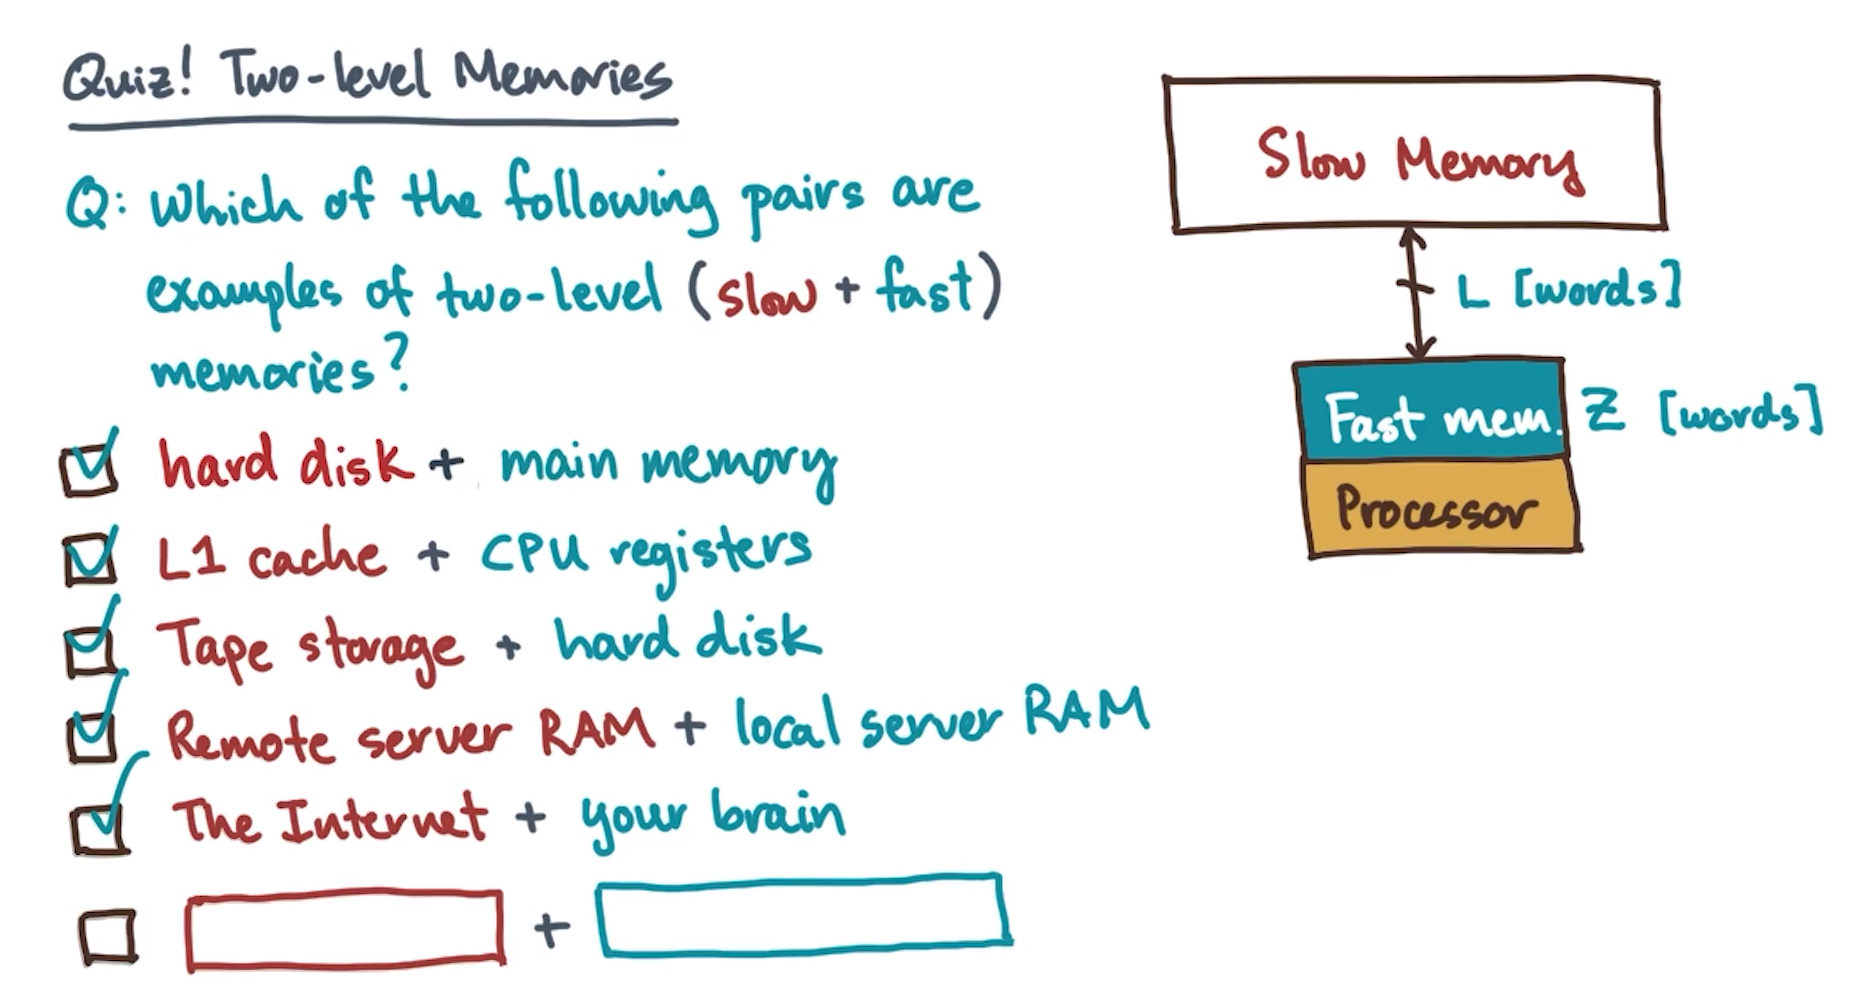 Quiz! Two-level Memories
Q: Which of the following pairs are
examples of two-level (slow + fast)
memories?
hard disk + main memory
L1 cache + CPU registers
Tape storage + hard disk
Remote server RAM + local server RAM
The Internet + your brain
+
Slow Memory
L [words]
Fast mem. Z [words]
Processor